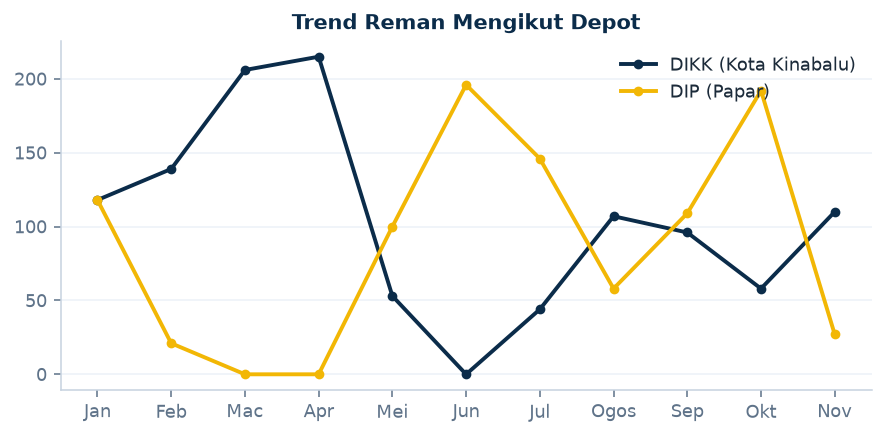 Trend Reman Mengikut Depot
DIKK (Kota Kinabalu)
DIP (Papar)
200
150
100
50
0
Jan Feb Mac Apr Mei Jun Jul Ogos Sep Okt Nov